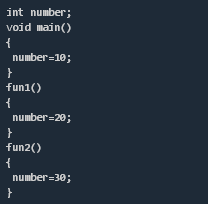 int number;
void main()
{
 number=10;
}
fun1()
{
 number=20;
}
fun2()
{
 number=30;
}